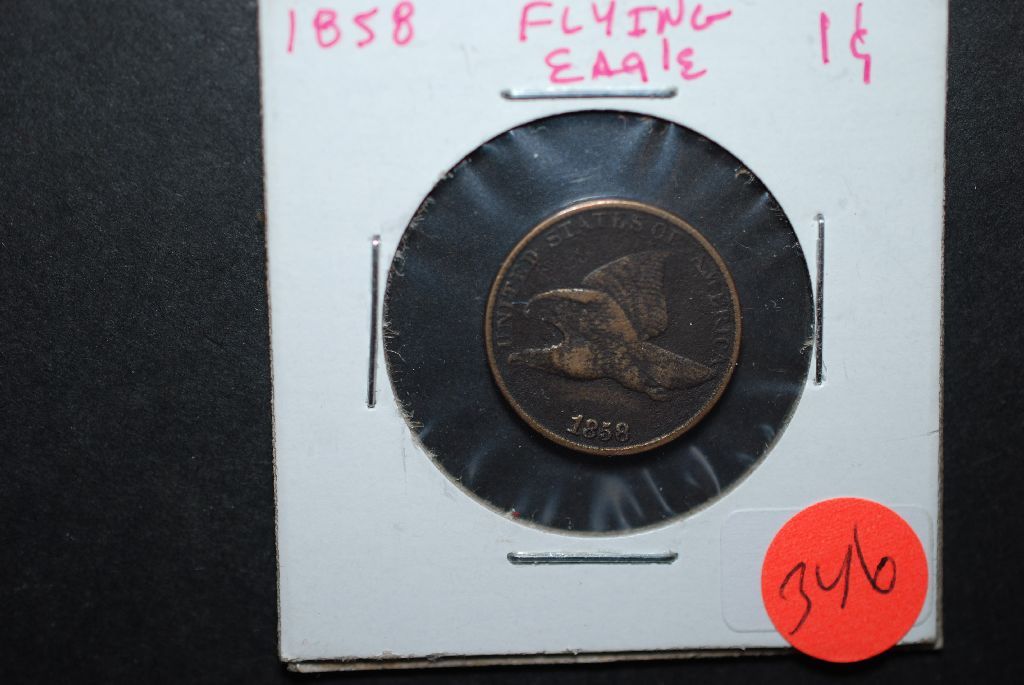 1858 FLYING 1¢
EAglE
UNITED STATES OF AMERICA
1858
346